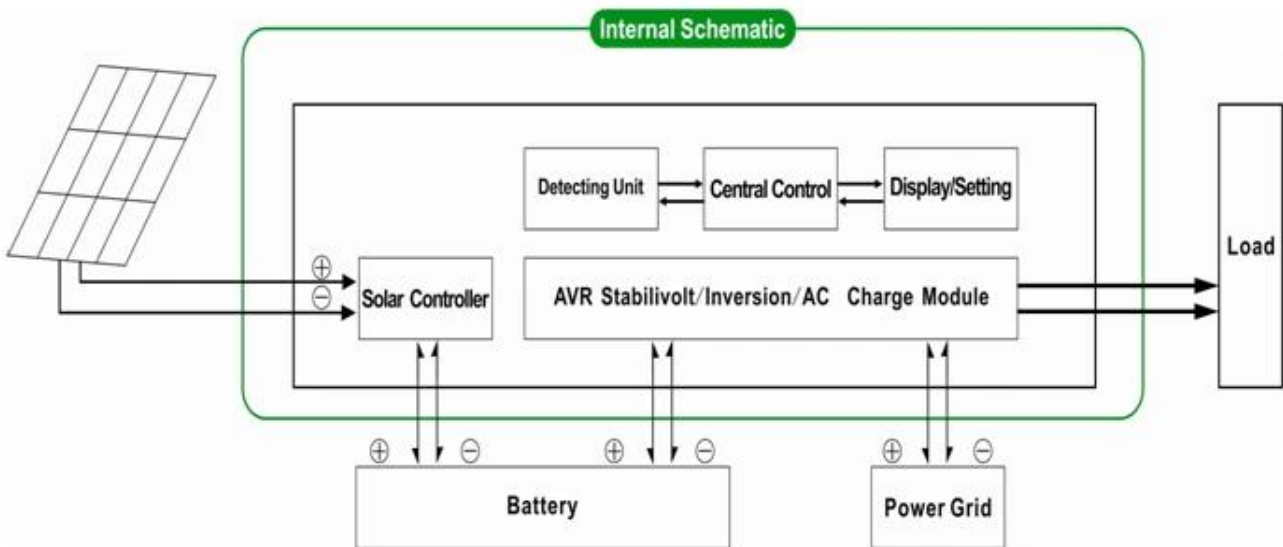 Internal Schematic
Detecting Unit
Central Control
Display/Setting
Load
⊕
⊖
Solar Controller
AVR Stabilivolt/Inversion/AC Charge Module
⊕ ⊖ ⊕ ⊖ ⊕ ⊖
Battery
Power Grid